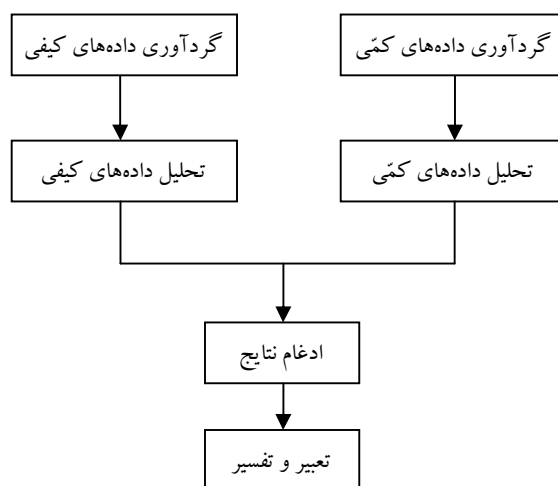 گردآوری داده‌های کمّی
گردآوری داده‌های کیفی
تحلیل داده‌های کمّی
تحلیل داده‌های کیفی
ادغام نتایج
تعبیر و تفسیر